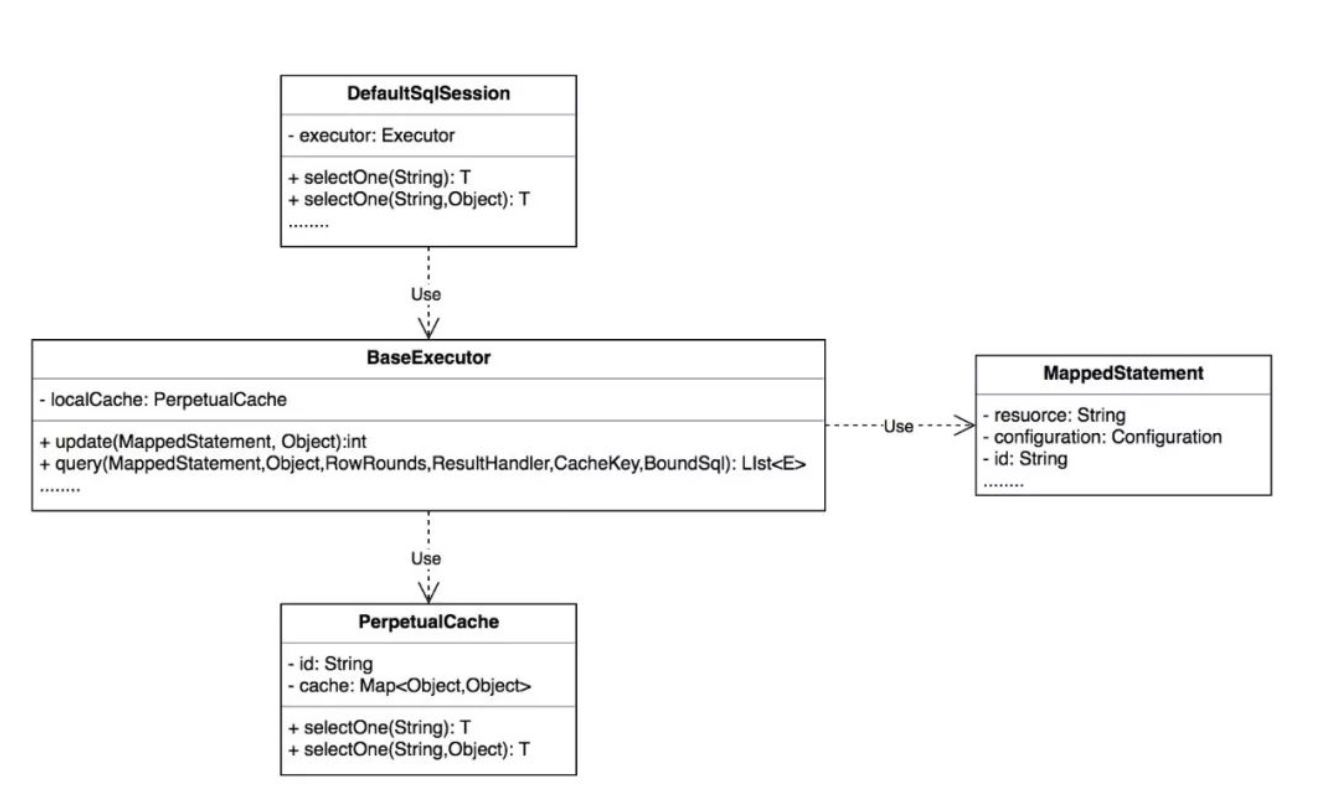 DefaultSqlSession
- executor: Executor
+ selectOne(String): T
+ selectOne(String,Object): T
........
Use
BaseExecutor
- localCache: PerpetualCache
+ update(MappedStatement, Object):int
+ query(MappedStatement,Object,RowRounds,ResultHandler,CacheKey,BoundSql): LIst<E>
........
Use
MappedStatement
- resuorce: String
- configuration: Configuration
- id: String
........
Use
PerpetualCache
- id: String
- cache: Map<Object,Object>
+ selectOne(String): T
+ selectOne(String,Object): T